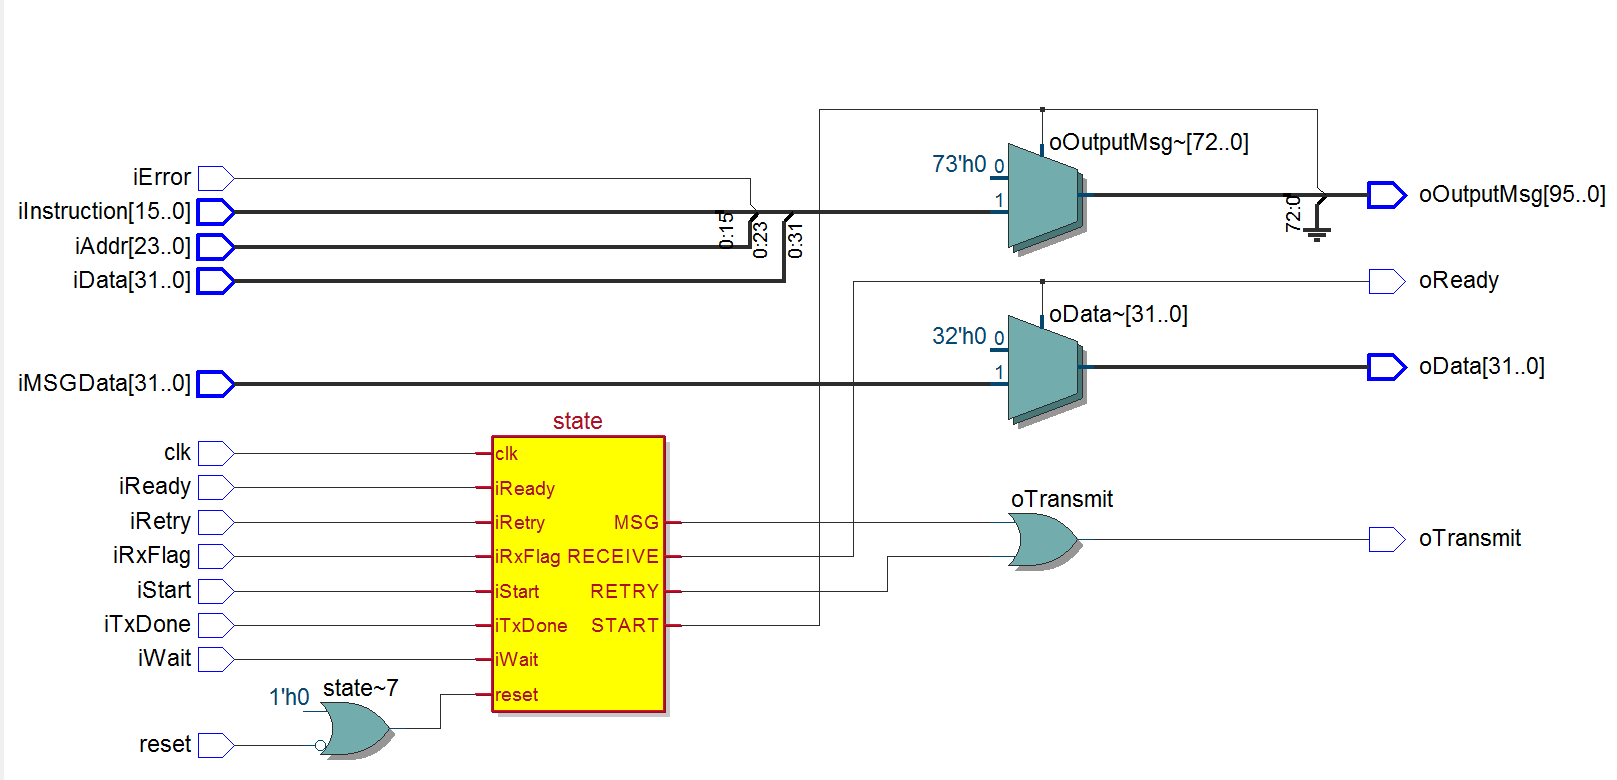 oOutputMsg~[72..0]
73'h0 0
1
iError
iInstruction[15..0]
iAddr[23..0]
iData[31..0]
0:15
0:23
0:31
72:0
oOutputMsg[95..0]
oReady
oData~[31..0]
32'h0 0
1
oData[31..0]
iMSGData[31..0]
state
clk
iReady
iRetry
iRxFlag
iStart
iTxDone
iWait
clk
iReady
iRetry MSG
iRxFlag RECEIVE
iStart RETRY
iTxDone START
iWait
reset
oTransmit
oTransmit
1'h0
state~7
reset